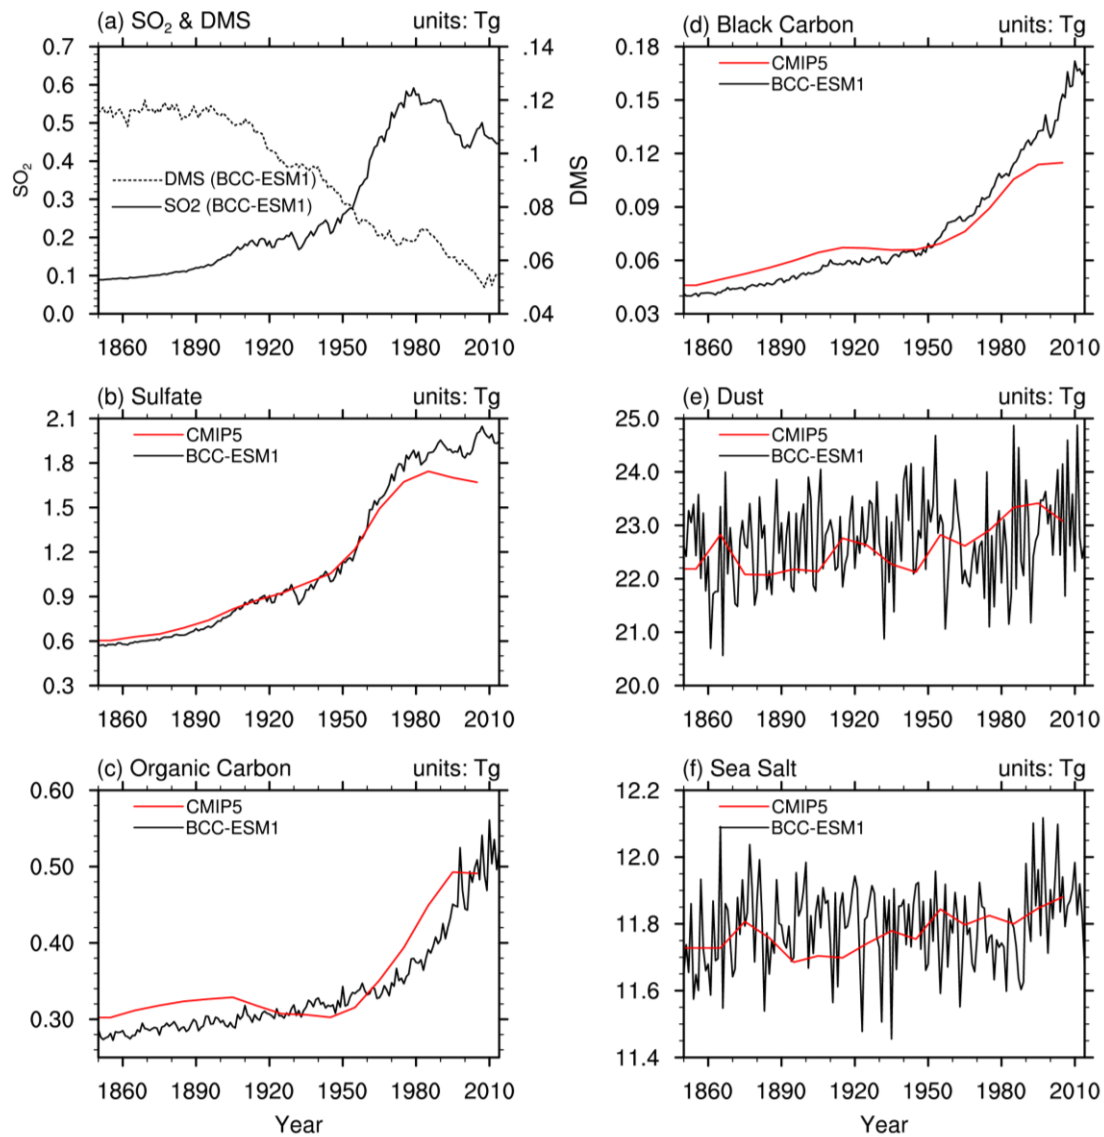 (a) SO₂ & DMS units: Tg
0.7
0.6
0.5
0.4
0.3
0.2
0.1
0.0
SO₂
.14
.12
.1
.08
.06
.04
DMS
DMS (BCC-ESM1)
SO2 (BCC-ESM1)
1860 1890 1920 1950 1980 2010
(d) Black Carbon units: Tg
0.18
0.15
0.12
0.09
0.06
0.03
CMIP5
BCC-ESM1
1860 1890 1920 1950 1980 2010
(b) Sulfate units: Tg
2.1
1.8
1.5
1.2
0.9
0.6
0.3
CMIP5
BCC-ESM1
1860 1890 1920 1950 1980 2010
(e) Dust units: Tg
25.0
24.0
23.0
22.0
21.0
20.0
CMIP5
BCC-ESM1
1860 1890 1920 1950 1980 2010
(c) Organic Carbon units: Tg
0.60
0.50
0.40
0.30
CMIP5
BCC-ESM1
1860 1890 1920 1950 1980 2010
Year
(f) Sea Salt units: Tg
12.2
12.0
11.8
11.6
11.4
CMIP5
BCC-ESM1
1860 1890 1920 1950 1980 2010
Year